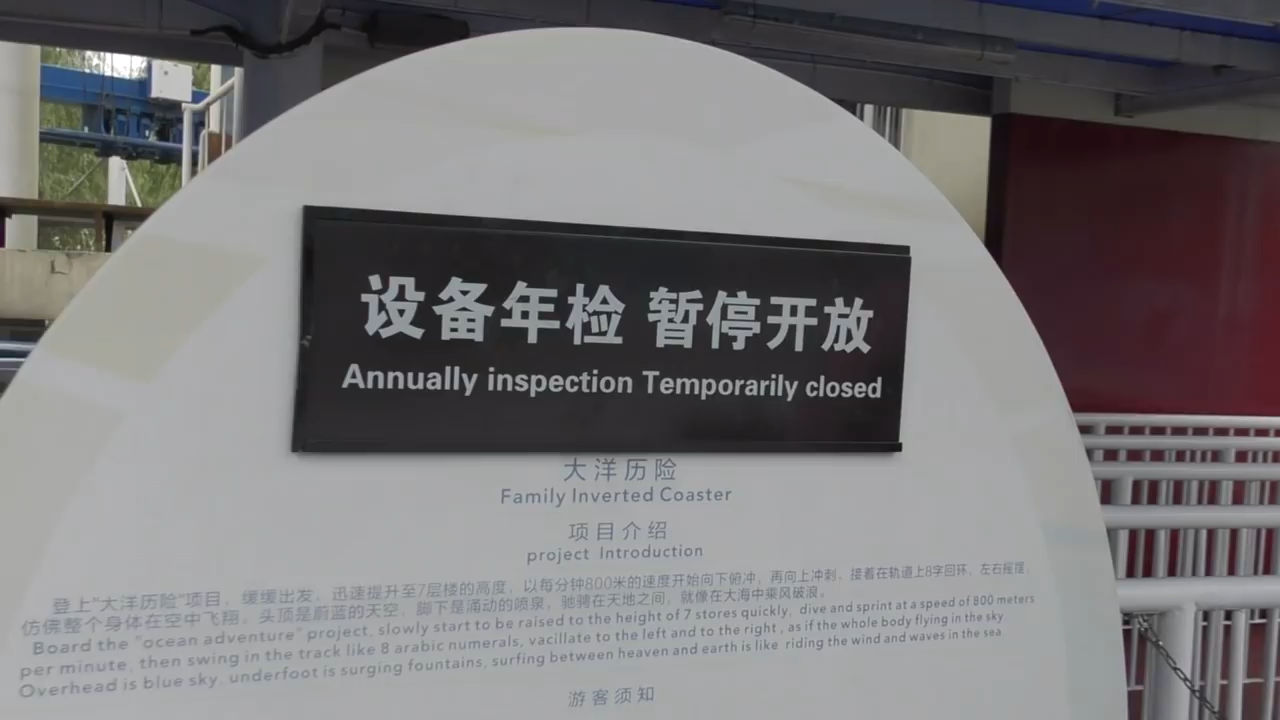 设备年检 暂停开放
Annually inspection Temporarily closed
大洋历险
Family Inverted Coaster
项目介绍
project Introduction
登上"大洋历险"项目，缓缓出发，迅速提升至7层楼的高度，以每分钟800米的速度开始向下俯冲，再向上冲刺，接着在轨道上8字回环，左右摇摆，
仿佛整个身体在空中飞翔，头顶是蔚蓝的天空，脚下是涌动的喷泉，驰骋在天地之间，就像在大海中乘风破浪。
Board the "ocean adventure" project, slowly start to be raised to the height of 7 stores quickly, dive and sprint at a speed of 800 meters
per minute, then swing in the track like 8 arabic numerals, vacillate to the left and to the right, as if the whole body flying in the sky.
Overhead is blue sky, underfoot is surging fountains, surfing between heaven and earth is like riding the wind and waves in the sea.
游客须知